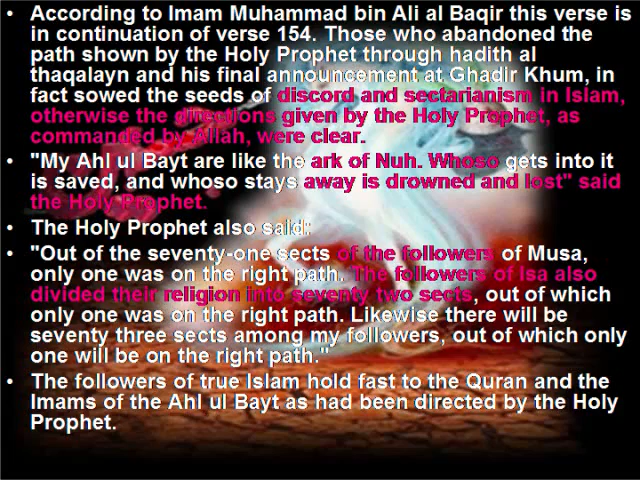 • According to Imam Muhammad bin Ali al Baqir this verse is
in continuation of verse 154. Those who abandoned the
path shown by the Holy Prophet through hadith al
thaqalayn and his final announcement at Ghadir Khum, in
fact sowed the seeds of discord and sectarianism in Islam,
otherwise the directions given by the Holy Prophet, as
commanded by Allah, were clear.
• "My Ahl ul Bayt are like the ark of Nuh. Whoso gets into it
is saved, and whoso stays away is drowned and lost" said
the Holy Prophet.
• The Holy Prophet also said:
• "Out of the seventy-one sects of the followers of Musa,
only one was on the right path. The followers of Isa also
divided their religion into seventy two sects, out of which
only one was on the right path. Likewise there will be
seventy three sects among my followers, out of which only
one will be on the right path."
• The followers of true Islam hold fast to the Quran and the
Imams of the Ahl ul Bayt as had been directed by the Holy
Prophet.